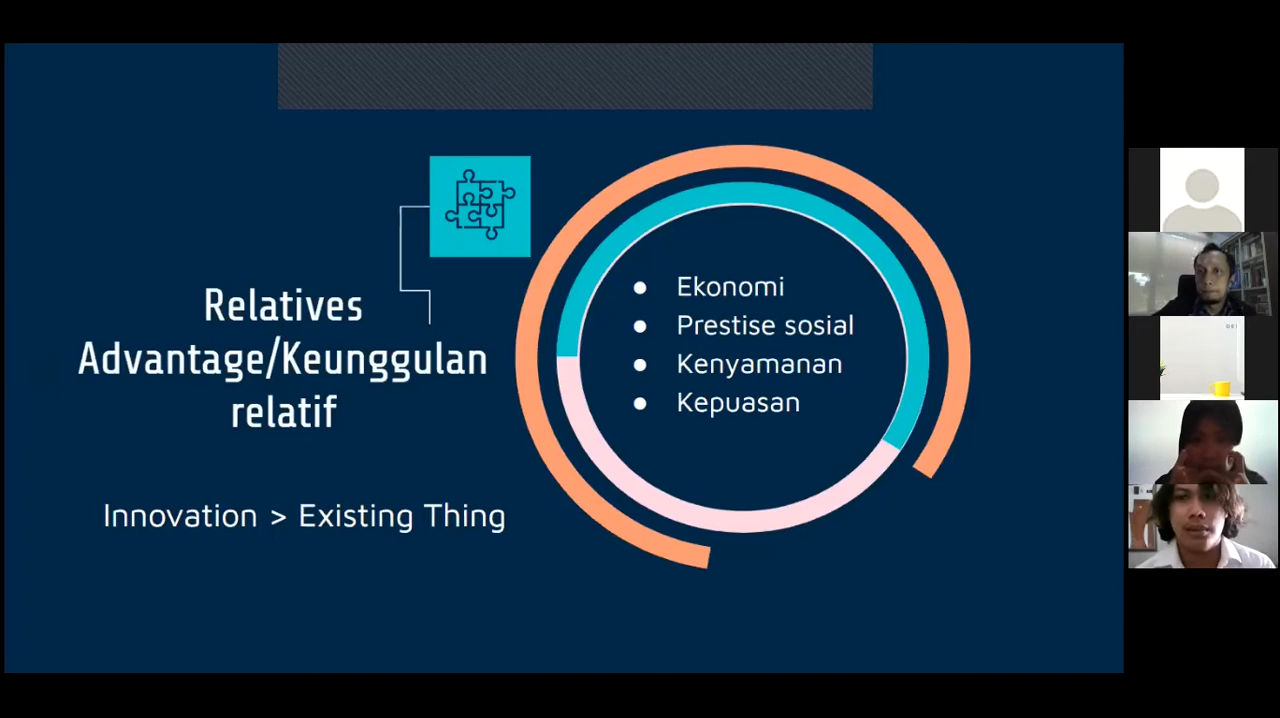 Relatives
Advantage/Keunggulan
relatif
Innovation > Existing Thing
● Ekonomi
● Prestise sosial
● Kenyamanan
● Kepuasan